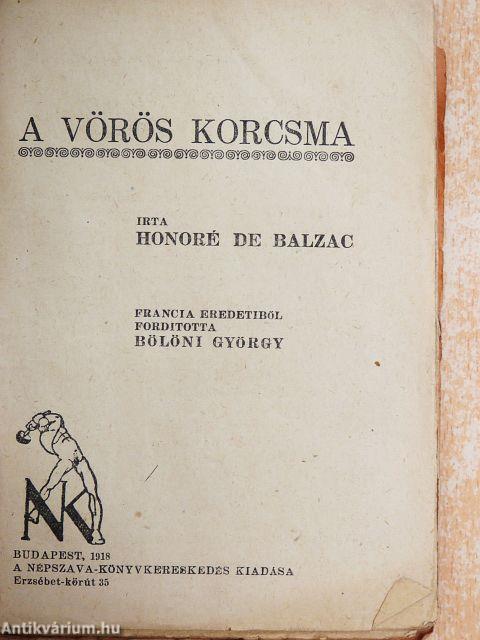 A VÖRÖS KORCSMA
IRTA
HONORÉ DE BALZAC
FRANCIA EREDETIBŐL
FORDITOTTA
BÖLÖNI GYÖRGY
NK
BUDAPEST, 1918
A NÉPSZAVA-KÖNYVKERESKEDÉS KIADÁSA
Erzsébet-körút 35
Antikvárium.hu